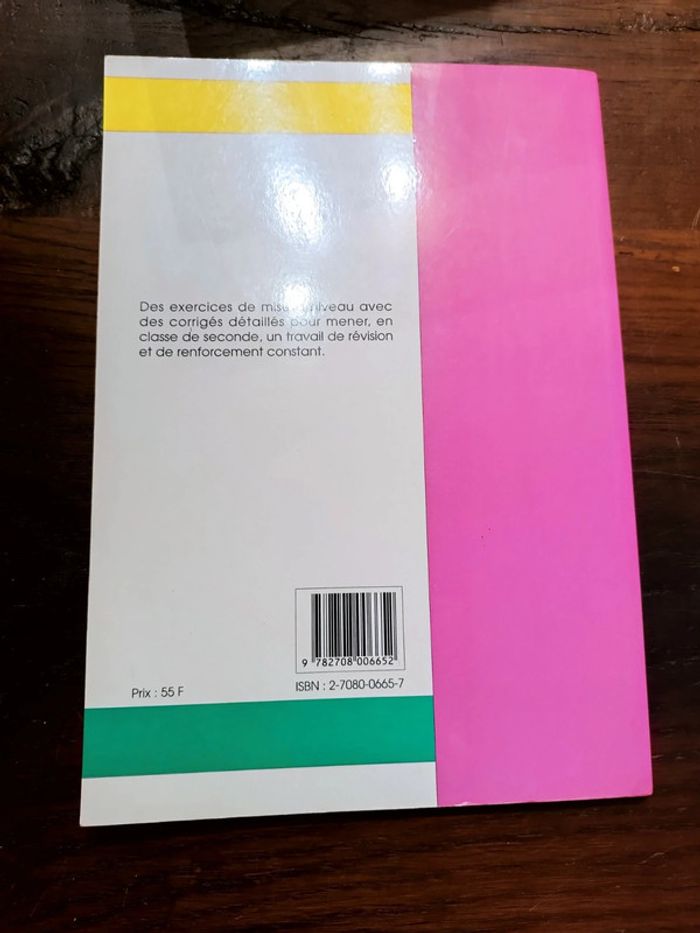 Des exercices de mise à niveau avec
des corrigés détaillés pour mener, en
classe de seconde, un travail de révision
et de renforcement constant.
9 782708 006652
Prix : 55 F
ISBN : 2-7080-0665-7